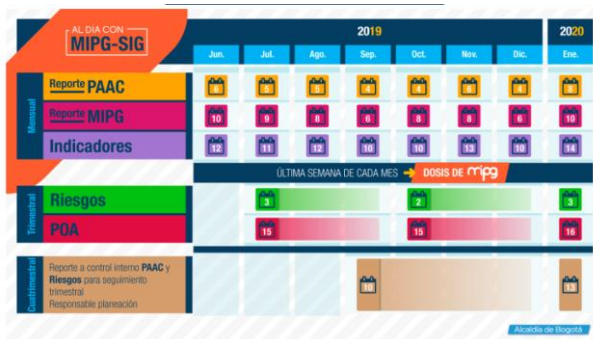 AL DÍA CON
MIPG-SIG
2019 2020
Jun. Jul. Ago. Sep. Oct. Nov. Dic. Ene.
Mensual
Reporte PAAC 6 5 5 4 4 6 4 8
Reporte MIPG 10 9 8 6 8 8 6 10
Indicadores 12 11 12 10 10 13 10 14
ÚLTIMA SEMANA DE CADA MES DOSIS DE mipg
Trimestral
Riesgos 3 2 3
POA 15 15 16
Cuatrimestral
Reporte a control interno PAAC y
Riesgos para seguimiento
trimestral
Responsable planeación
10 13
Alcaldía de Bogotá